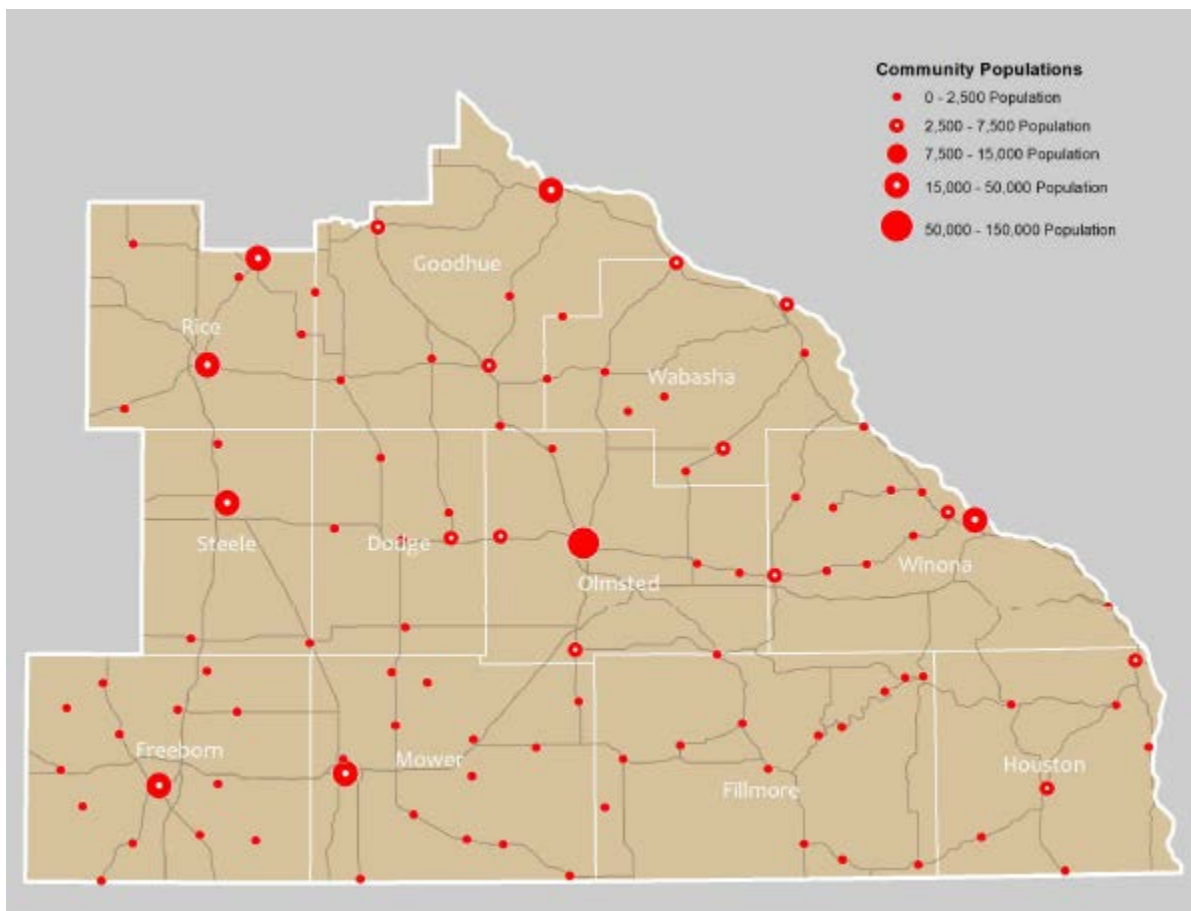 Community Populations
0 - 2,500 Population
2,500 - 7,500 Population
7,500 - 15,000 Population
15,000 - 50,000 Population
50,000 - 150,000 Population
Goodhue
Rice
Wabasha
Steele
Dodge
Olmsted
Winona
Freeborn
Mower
Fillmore
Houston